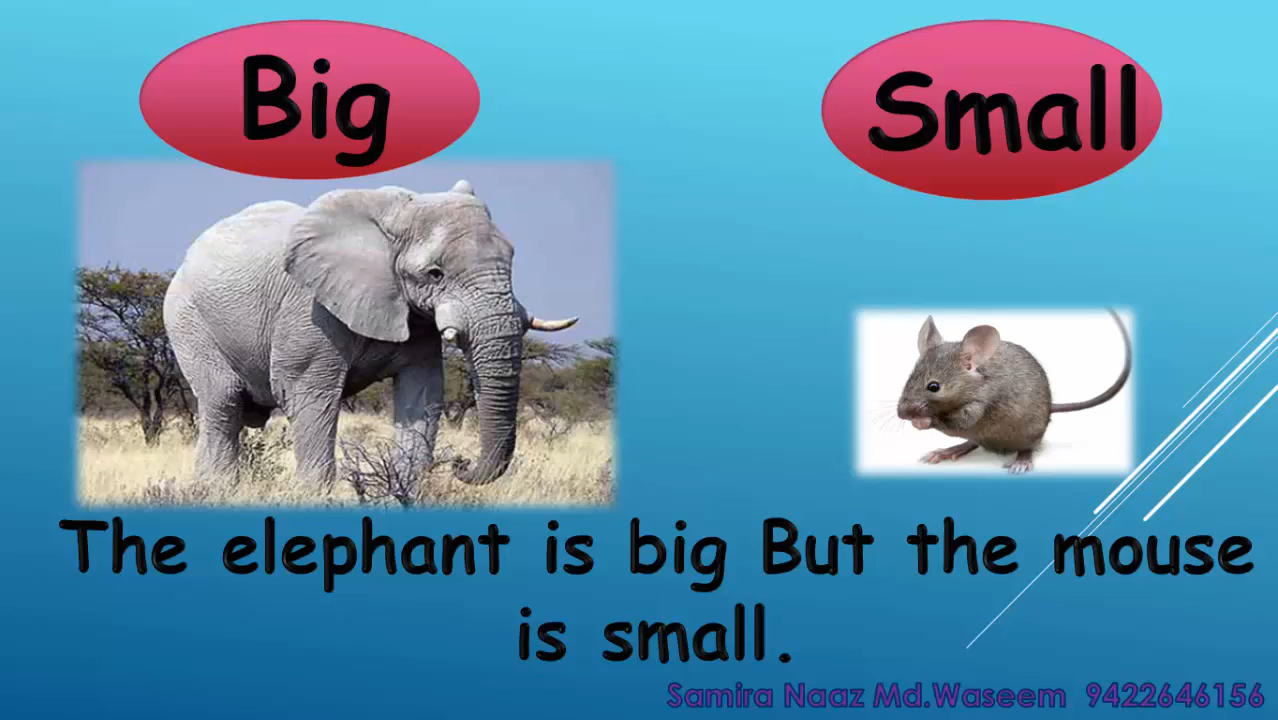 Big
Small
The elephant is big But the mouse
is small.
Samira Naaz Md.Waseem 9422646156